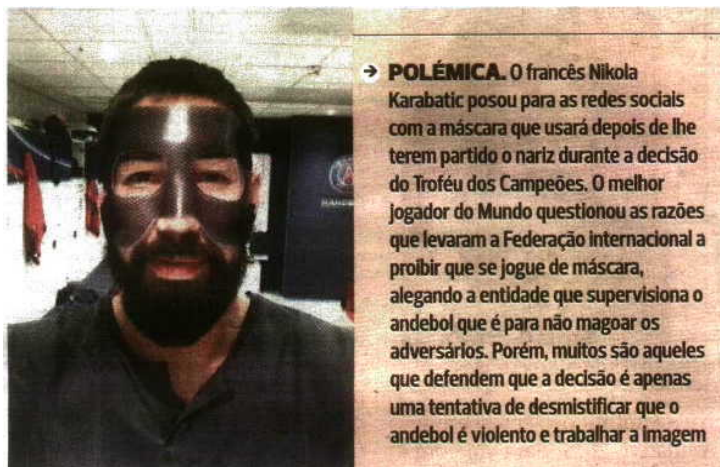 POLÉMICA. O francês Nikola
Karabatic posou para as redes sociais
com a máscara que usará depois de lhe
terem partido o nariz durante a decisão
do Troféu dos Campeões. O melhor
jogador do Mundo questionou as razões
que levaram a Federação internacional a
proibir que se jogue de máscara,
alegando a entidade que supervisiona o
andebol que é para não magoar os
adversários. Porém, muitos são aqueles
que defendem que a decisão é apenas
uma tentativa de desmistificar que o
andebol é violento e trabalhar a imagem